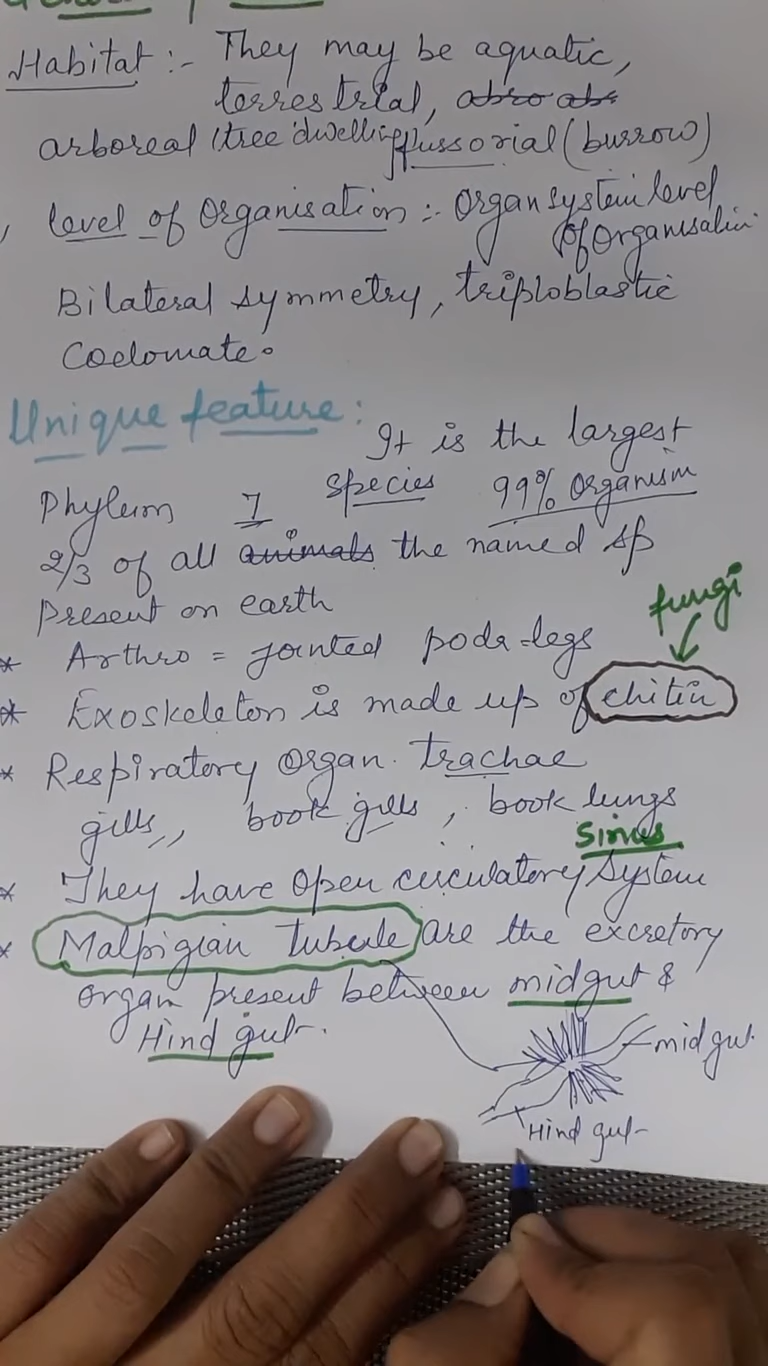 Habitat :- They may be aquatic,
terrestrial,
arboreal (tree dwelling fussorial (burrow)
level of Organisation :- Organ system level
of Organisation
Bilateral symmetry, triploblastic
Coelomate.
Unique feature:
It is the largest
Phylum 7 species 99% Organism
2/3 of all animals the named sp
Present on earth
fungi
* Arthro = jointed poda-legs
* Exoskeleton is made up of chitin
* Respiratory Organ. trachae
gills,, book gills, book lungs
Sinus
* They have Open circulatory System
* Malpigian tubule are the excretory
Organ present between midgut &
Hind gut.
mid gut
Hind gut